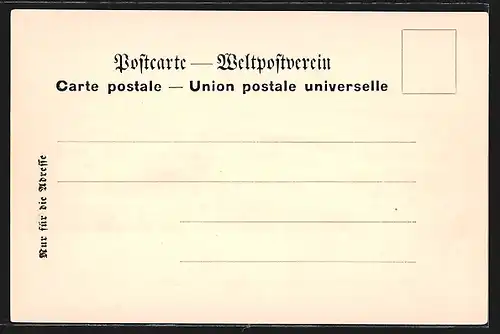 Postcarte — Weltpostverein
Carte postale — Union postale universelle
Nur für die Adresse